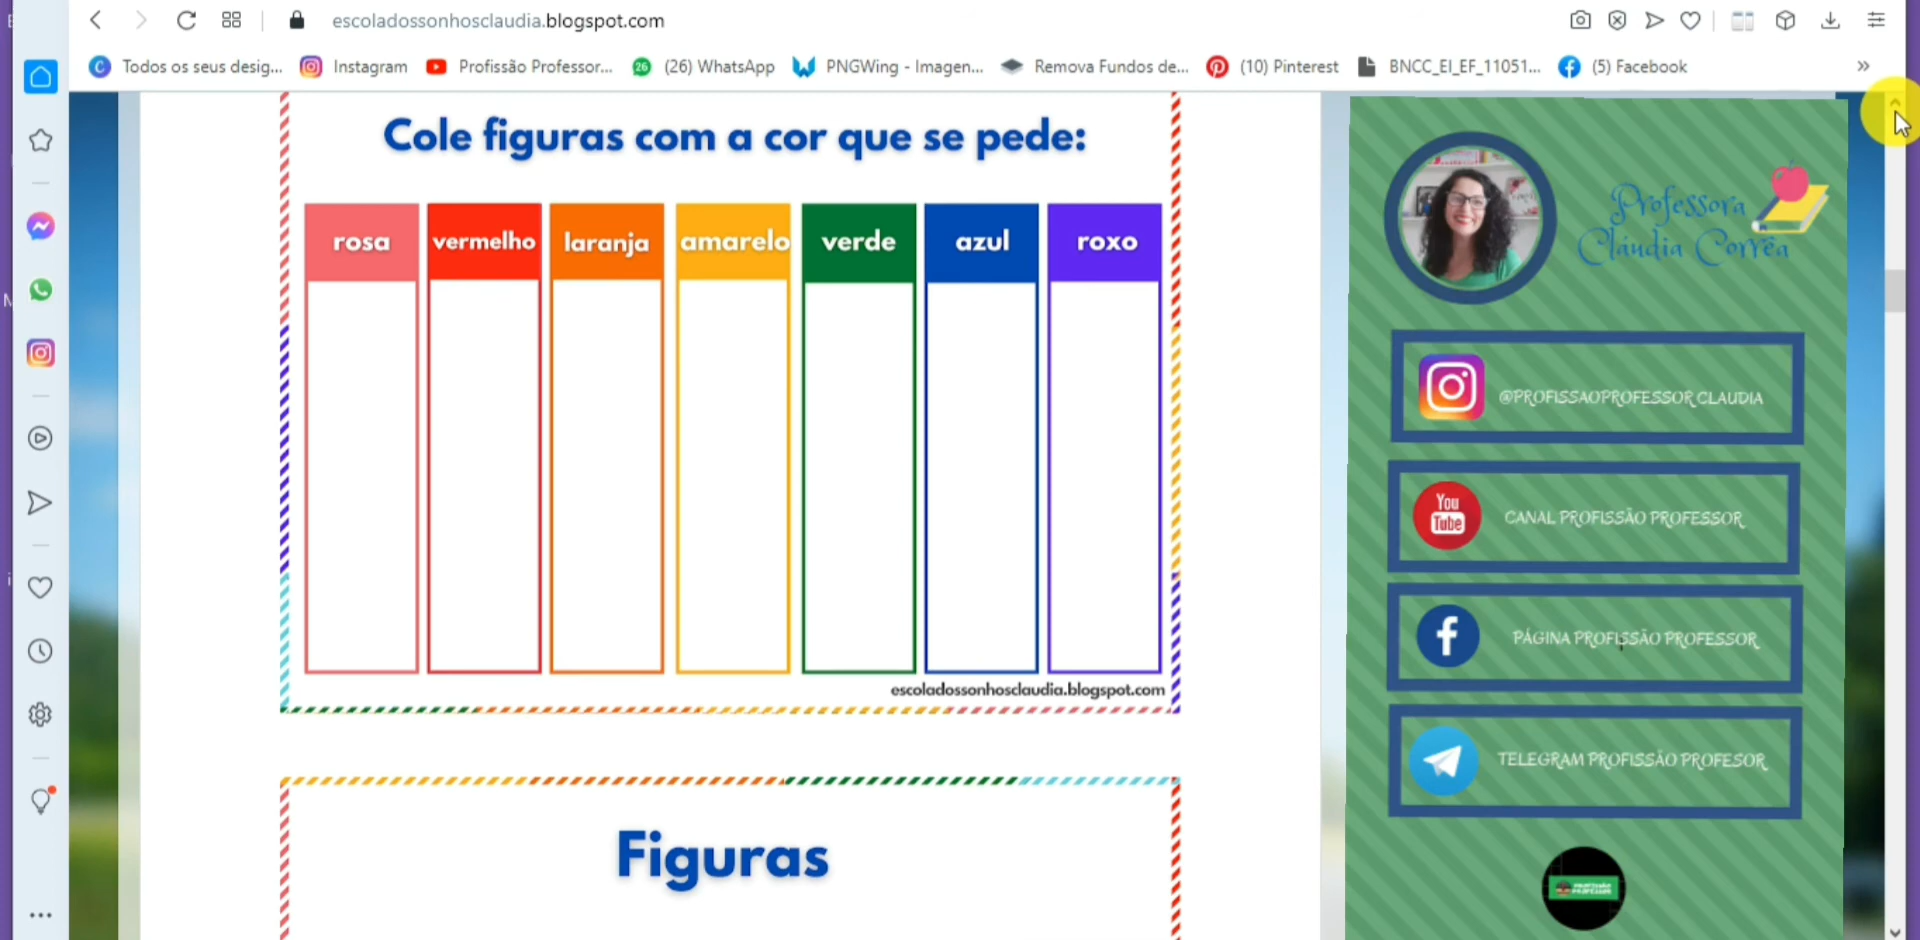 escoladossonhosclaudia.blogspot.com
Todos os seus desig...
Instagram
Profissão Professor...
26
(26) WhatsApp
PNGWing - Imagen...
Remova Fundos de...
(10) Pinterest
BNCC_EI_EF_11051...
(5) Facebook
Cole figuras com a cor que se pede:
rosa
vermelho
laranja
amarelo
verde
azul
roxo
escoladossonhosclaudia.blogspot.com
Figuras
Professora
Cláudia Corrêa
@PROFISSAOPROFESSOR_CLAUDIA
You
Tube
CANAL PROFISSÃO PROFESSOR
PÁGINA PROFISSÃO PROFESSOR
TELEGRAM PROFISSÃO PROFESOR